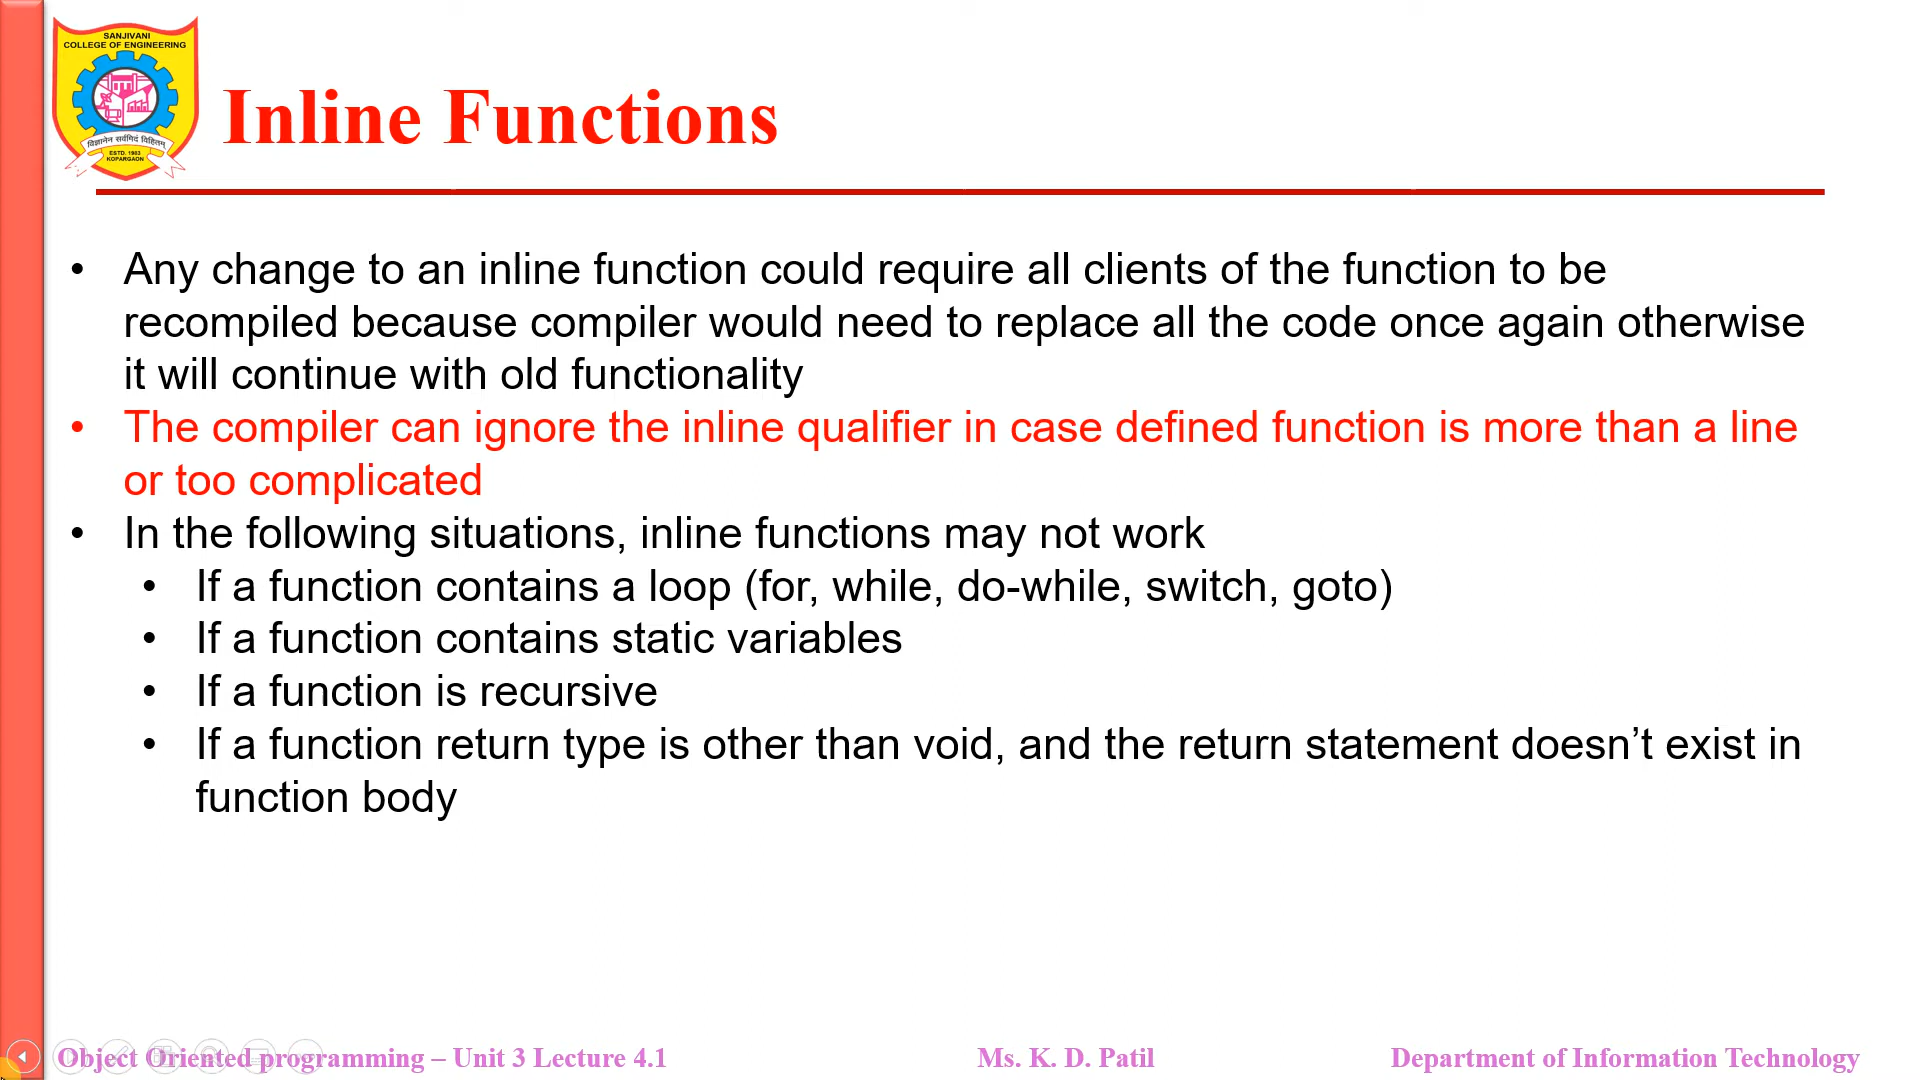 SANJIVANI
COLLEGE OF ENGINEERING
विज्ञानेन सर्वमिदं विहितम्
ESTD. 1983
KOPARGAON
Inline Functions
• Any change to an inline function could require all clients of the function to be
recompiled because compiler would need to replace all the code once again otherwise
it will continue with old functionality
• The compiler can ignore the inline qualifier in case defined function is more than a line
or too complicated
• In the following situations, inline functions may not work
• If a function contains a loop (for, while, do-while, switch, goto)
• If a function contains static variables
• If a function is recursive
• If a function return type is other than void, and the return statement doesn’t exist in
function body
Object Oriented programming – Unit 3 Lecture 4.1 Ms. K. D. Patil Department of Information Technology